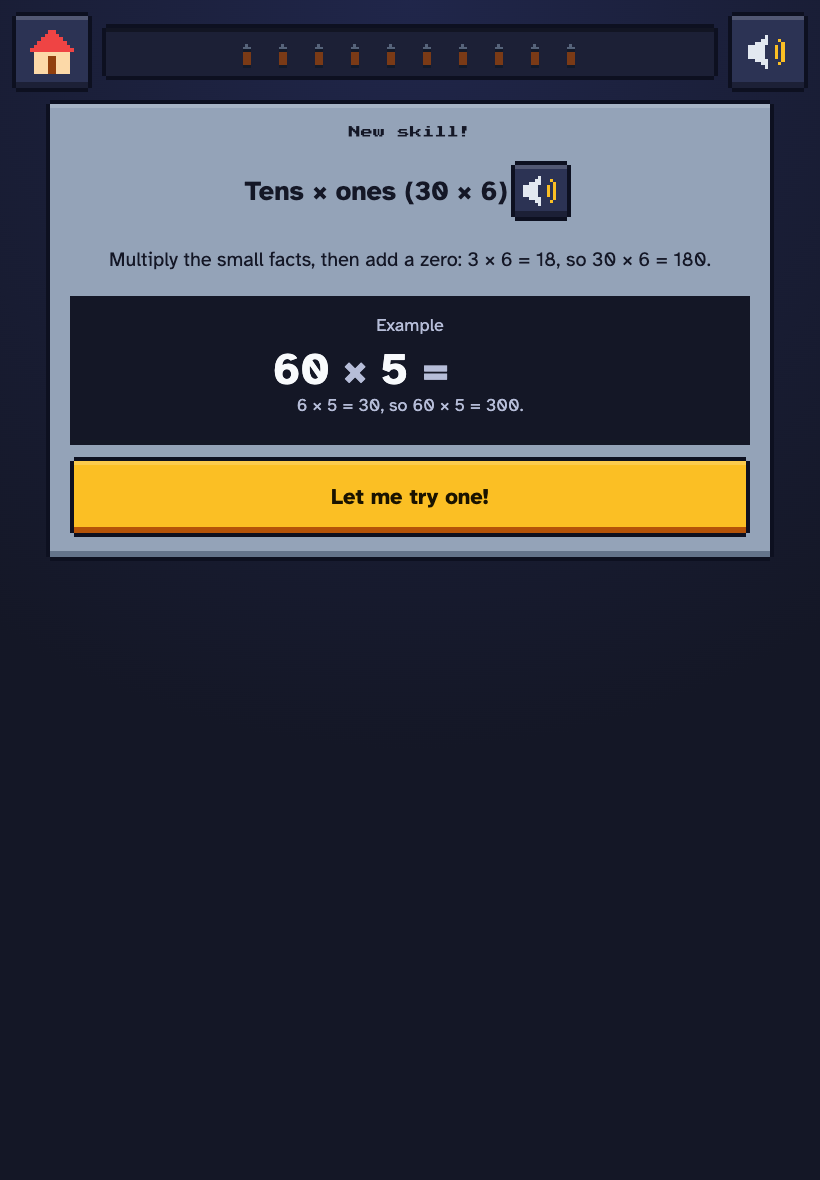 New skill!
Tens × ones (30 × 6)
Multiply the small facts, then add a zero: 3 × 6 = 18, so 30 × 6 = 180.
Example
60 × 5 =
6 × 5 = 30, so 60 × 5 = 300.
Let me try one!